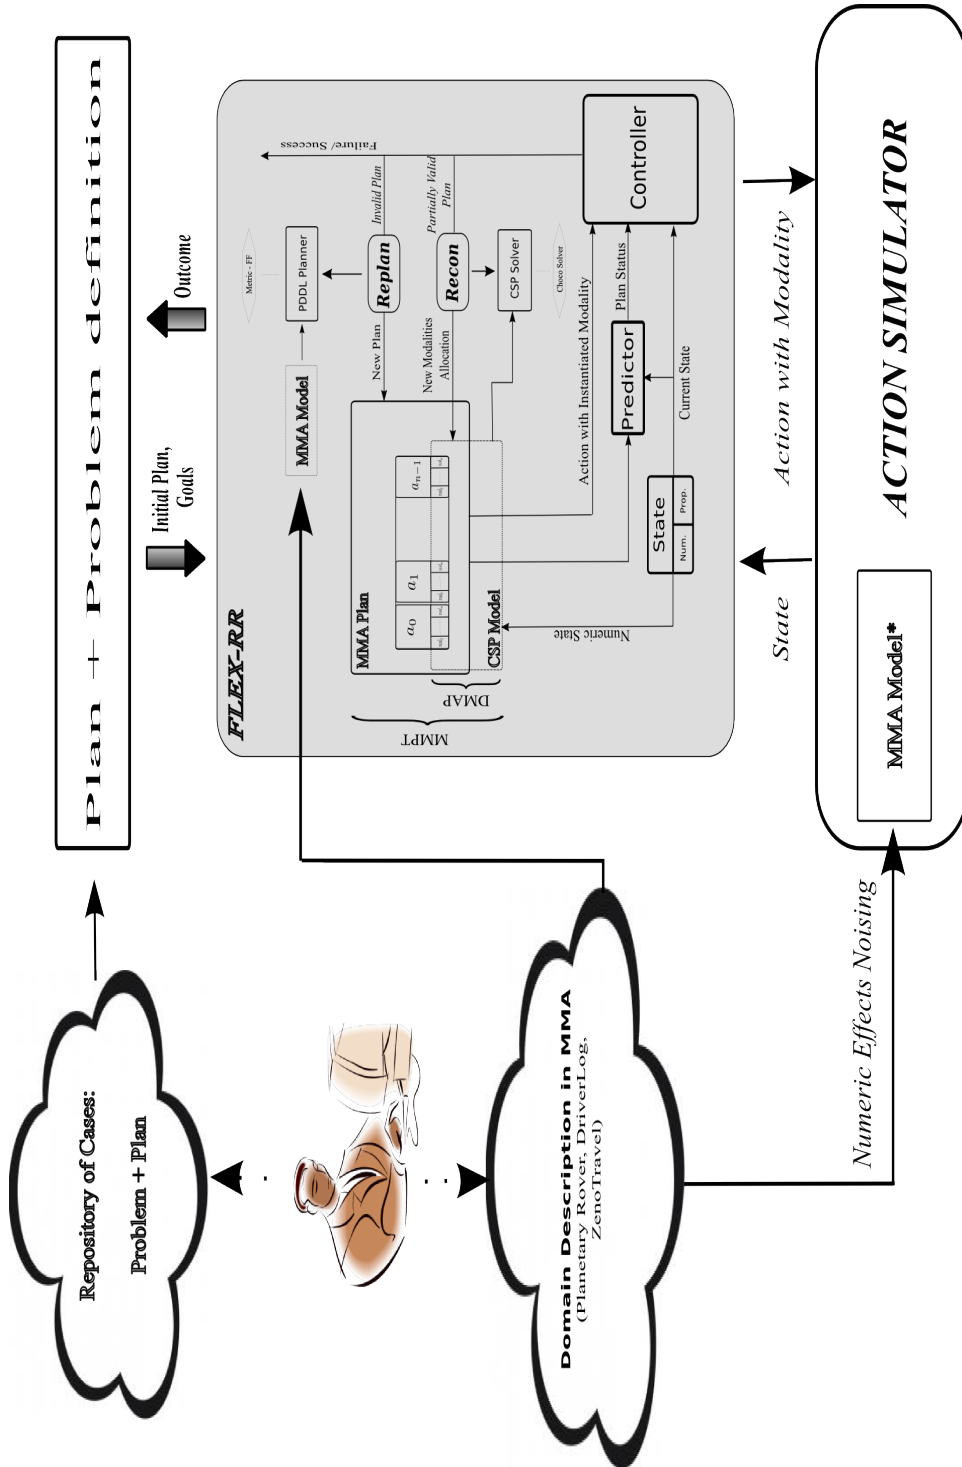 Repository of Cases:
Problem + Plan
Plan + Problem definition
Initial Plan,
Goals
Outcome
FLEX-RR
MMA Model
PDDL Planner
Metric - FF
Replan
Invalid Plan
Failure/ Success
New Plan
Recon
Partially Valid
Plan
New Modalities
Allocation
CSP Solver
Choco Solver
MMA Plan
a0
a1
an−1
CSP Model
MMPT
DMAP
Action with Instantiated Modality
Predictor
Plan Status
Controller
Current State
State
Num.
Prop.
Numeric State
Domain Description in MMA
(Planetary Rover, DriverLog,
ZenoTravel)
Numeric Effects Noising
State
Action with Modality
MMA Model*
ACTION SIMULATOR